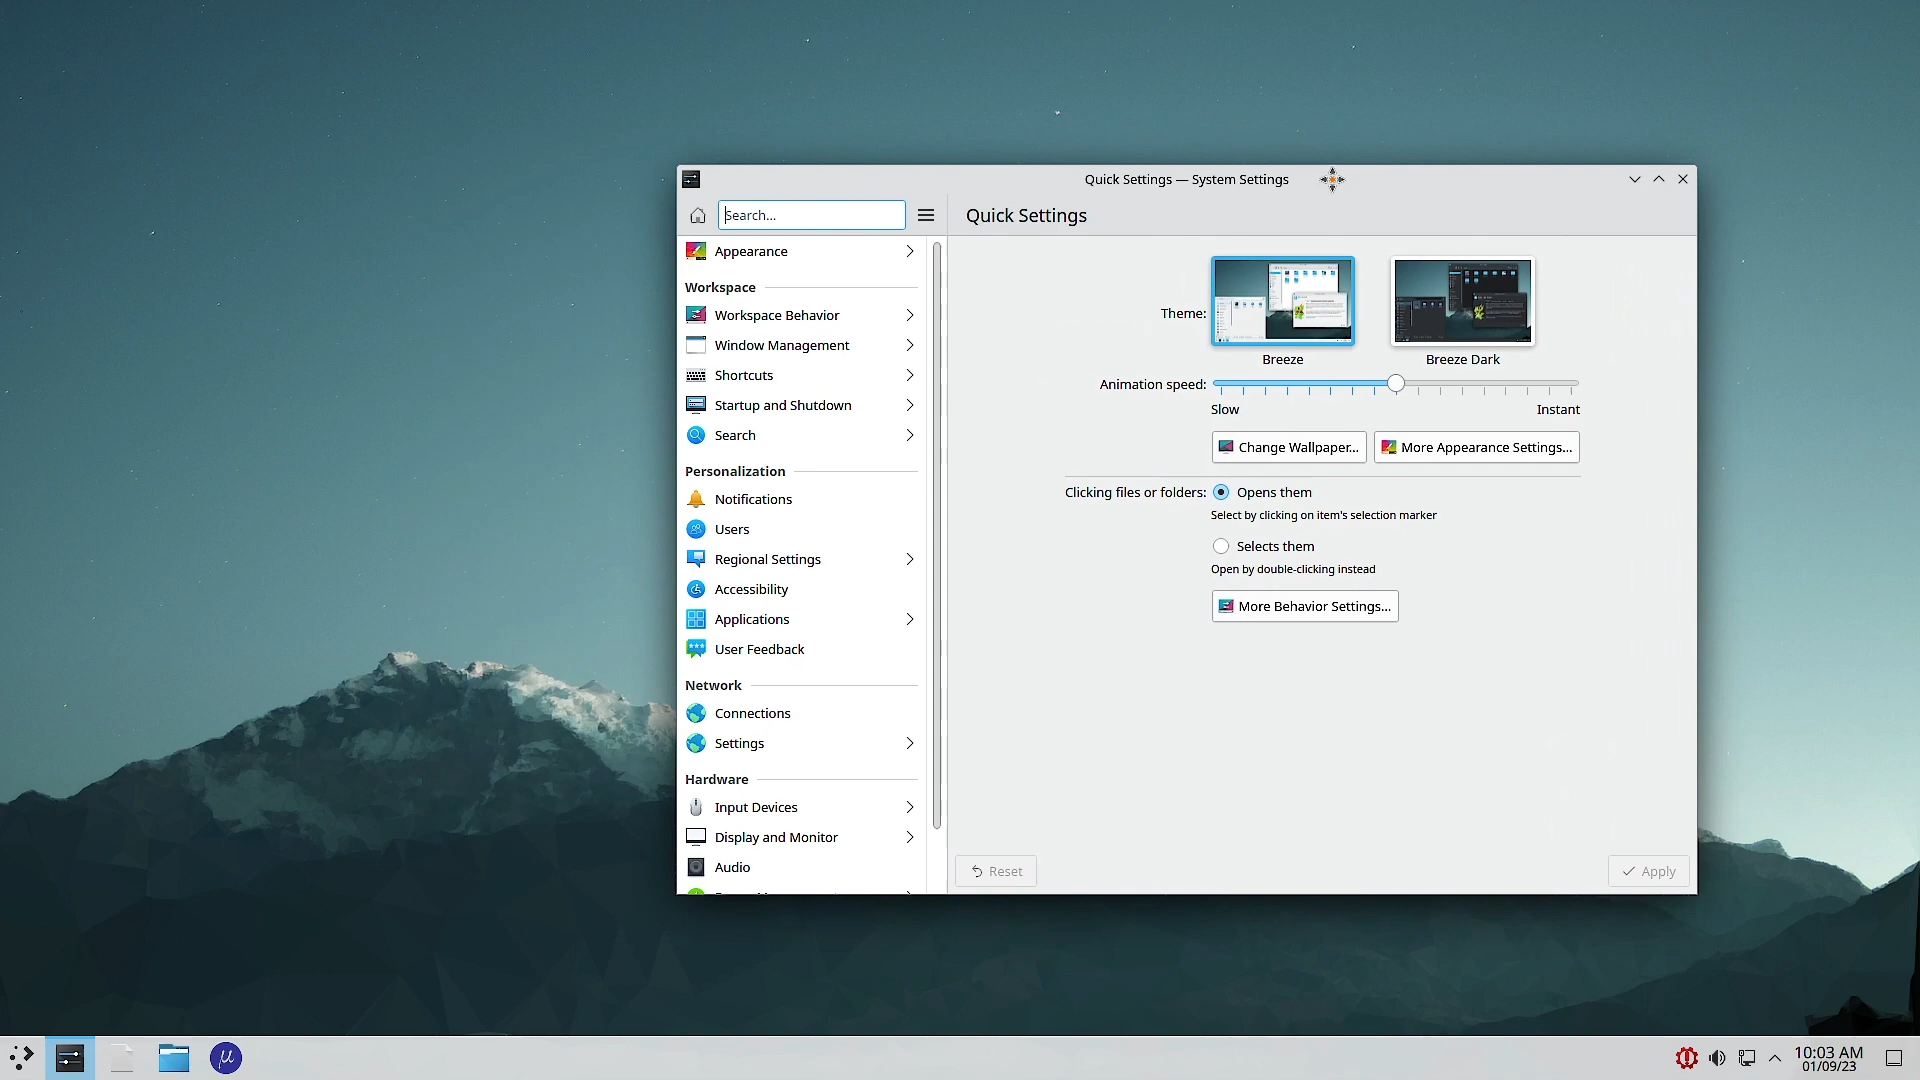 Quick Settings — System Settings
Search...
Quick Settings
Appearance
Workspace
Workspace Behavior
Window Management
Shortcuts
Startup and Shutdown
Search
Personalization
Notifications
Users
Regional Settings
Accessibility
Applications
User Feedback
Network
Connections
Settings
Hardware
Input Devices
Display and Monitor
Audio
Theme:
Breeze
Breeze Dark
Animation speed:
Slow
Instant
Change Wallpaper...
More Appearance Settings...
Clicking files or folders:
Opens them
Select by clicking on item's selection marker
Selects them
Open by double-clicking instead
More Behavior Settings...
Reset
Apply
μ
10:03 AM
01/09/23